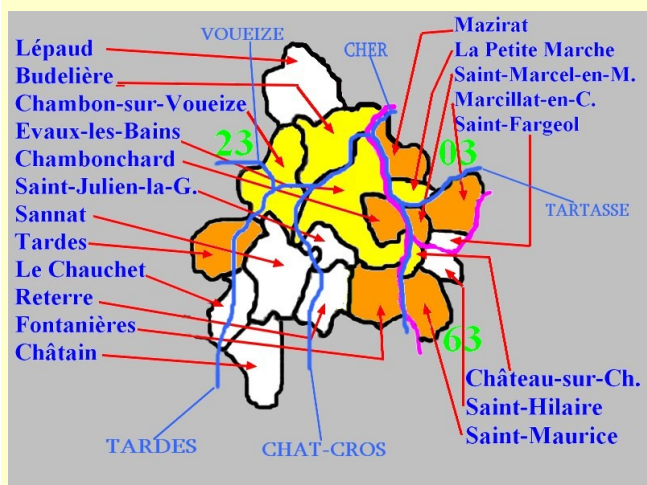 Lépaud
Budelière
Chambon-sur-Voueize
Evaux-les-Bains
Chambonchard
Saint-Julien-la-G.
Sannat
Tardes
Le Chauchet
Reterre
Fontanières
Châtain
VOUEIZE
CHER
23
03
63
TARDES
CHAT-CROS
TARTASSE
Mazirat
La Petite Marche
Saint-Marcel-en-M.
Marcillat-en-C.
Saint-Fargeol
Château-sur-Ch.
Saint-Hilaire
Saint-Maurice